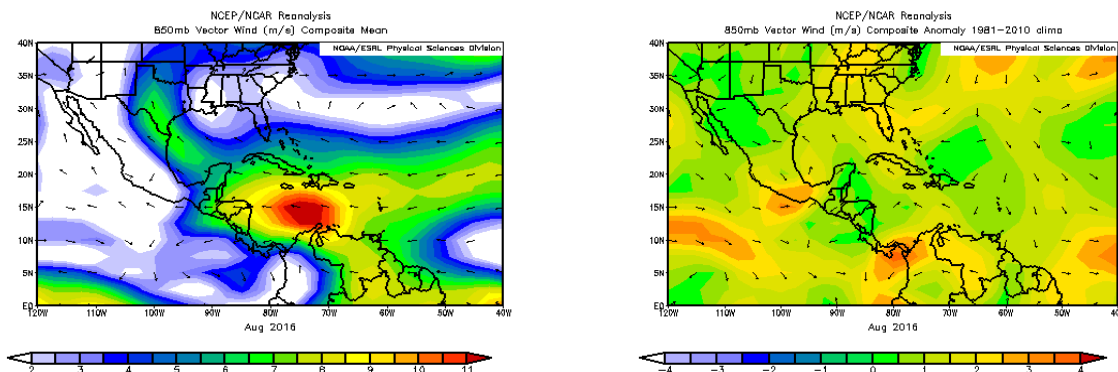 NCEP/NCAR Reanalysis
850mb Vector Wind (m/s) Composite Mean
NOAA/ESRL Physical Sciences Division
40N
35N
30N
25N
20N
15N
10N
5N
EQ
120W 110W 100W 90W 80W 70W 60W 50W 40W
Aug 2016
2 3 4 5 6 7 8 9 10 11
NCEP/NCAR Reanalysis
850mb Vector Wind (m/s) Composite Anomaly 1981-2010 clima
NOAA/ESRL Physical Sciences Division
40N
35N
30N
25N
20N
15N
10N
5N
EQ
120W 110W 100W 90W 80W 70W 60W 50W 40W
Aug 2016
-4 -3 -2 -1 0 1 2 3 4